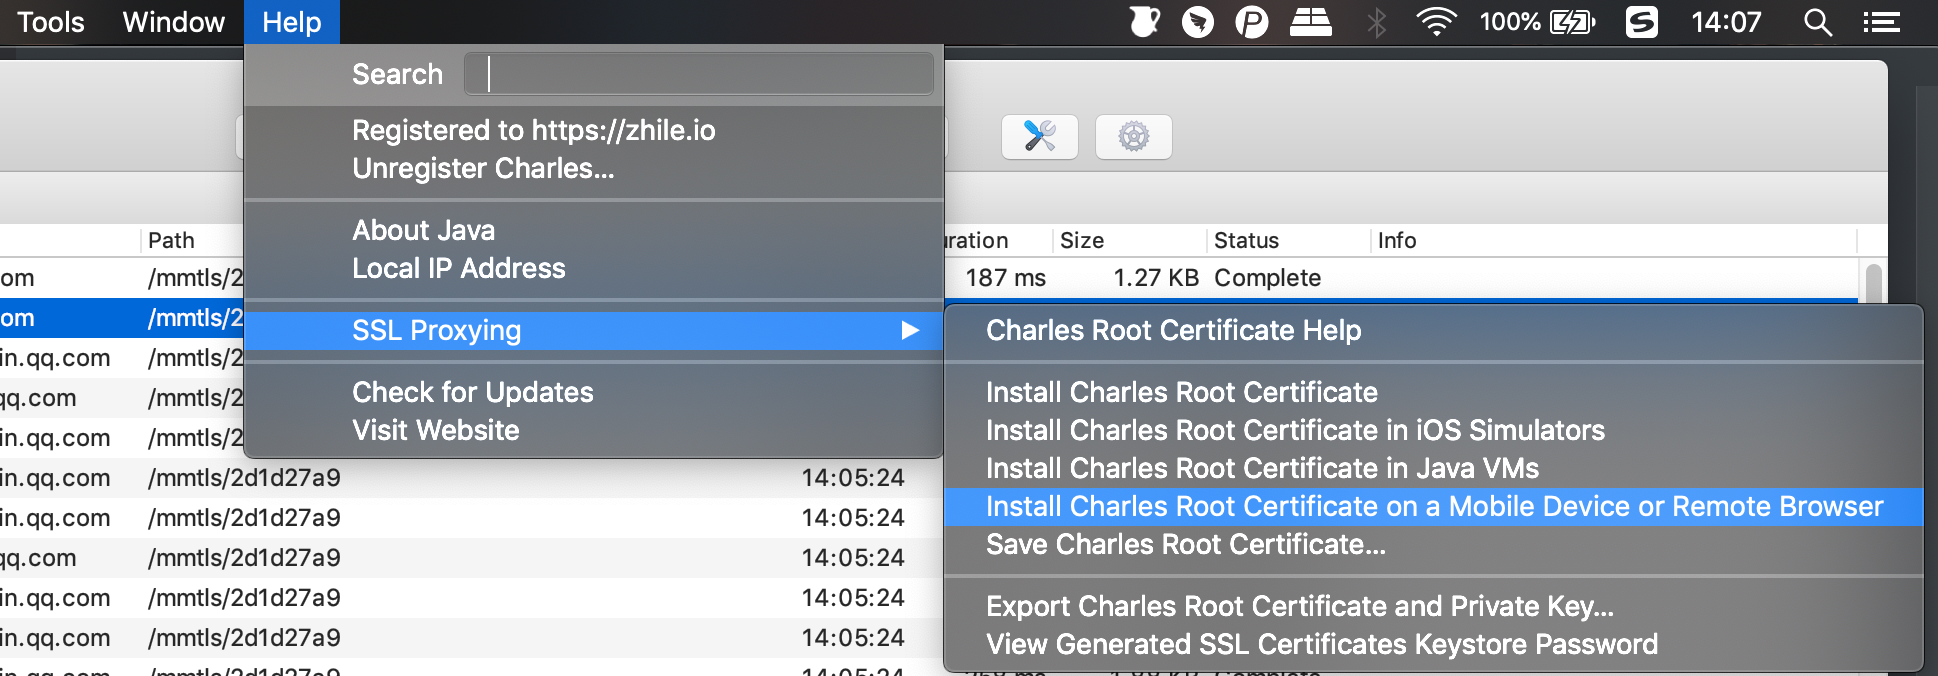 Tools Window Help 100% 14:07
Search
Registered to https://zhile.io
Unregister Charles...
About Java
Local IP Address
SSL Proxying
Check for Updates
Visit Website
Charles Root Certificate Help
Install Charles Root Certificate
Install Charles Root Certificate in iOS Simulators
Install Charles Root Certificate in Java VMs
Install Charles Root Certificate on a Mobile Device or Remote Browser
Save Charles Root Certificate...
Export Charles Root Certificate and Private Key...
View Generated SSL Certificates Keystore Password
Path uration Size Status Info
om /mmtls/2 187 ms 1.27 KB Complete
om /mmtls/2
in.qq.com /mmtls/2
qq.com /mmtls/2
in.qq.com /mmtls/2
in.qq.com /mmtls/2d1d27a9 14:05:24
in.qq.com /mmtls/2d1d27a9 14:05:24
qq.com /mmtls/2d1d27a9 14:05:24
in.qq.com /mmtls/2d1d27a9 14:05:24
in.qq.com /mmtls/2d1d27a9 14:05:24